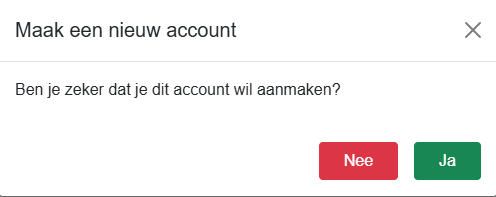 Maak een nieuw account
Ben je zeker dat je dit account wil aanmaken?
Nee Ja